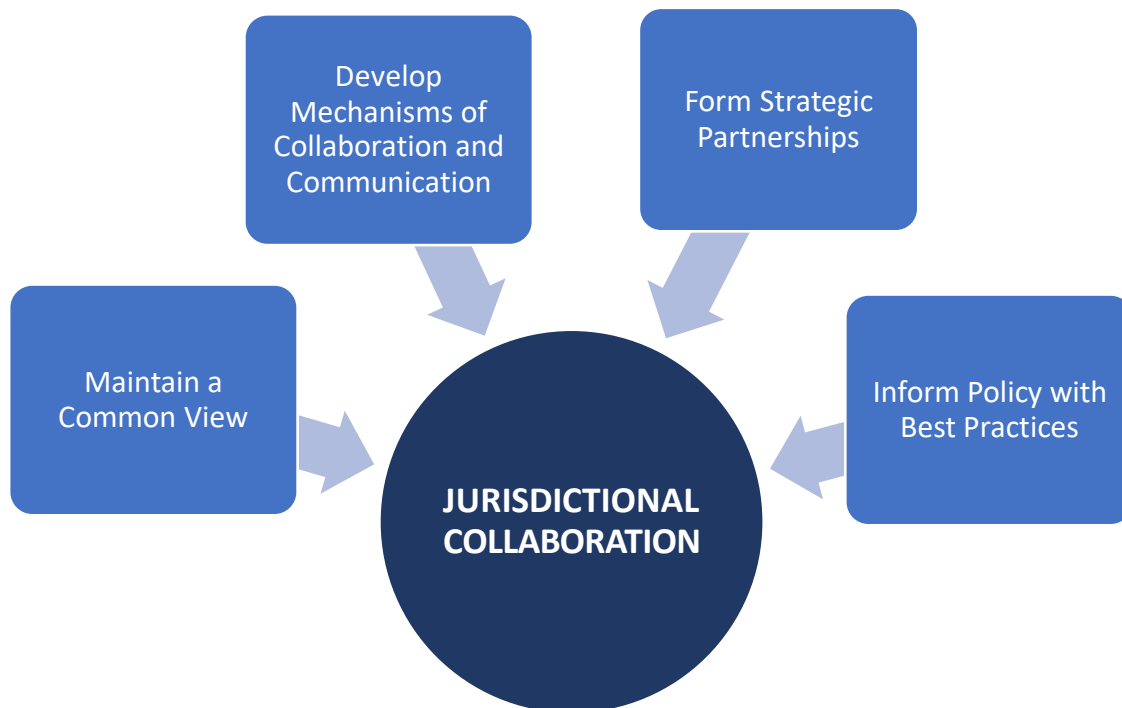 Develop
Mechanisms of
Collaboration and
Communication
Form Strategic
Partnerships
Maintain a
Common View
Inform Policy with
Best Practices
JURISDICTIONAL
COLLABORATION